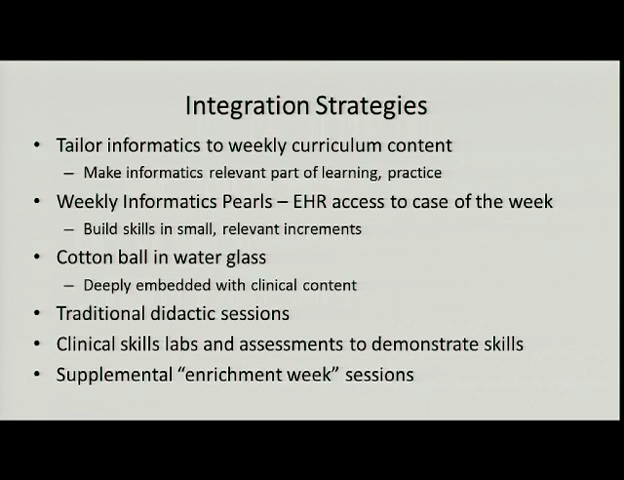 Integration Strategies
• Tailor informatics to weekly curriculum content
– Make informatics relevant part of learning, practice
• Weekly Informatics Pearls – EHR access to case of the week
– Build skills in small, relevant increments
• Cotton ball in water glass
– Deeply embedded with clinical content
• Traditional didactic sessions
• Clinical skills labs and assessments to demonstrate skills
• Supplemental “enrichment week” sessions